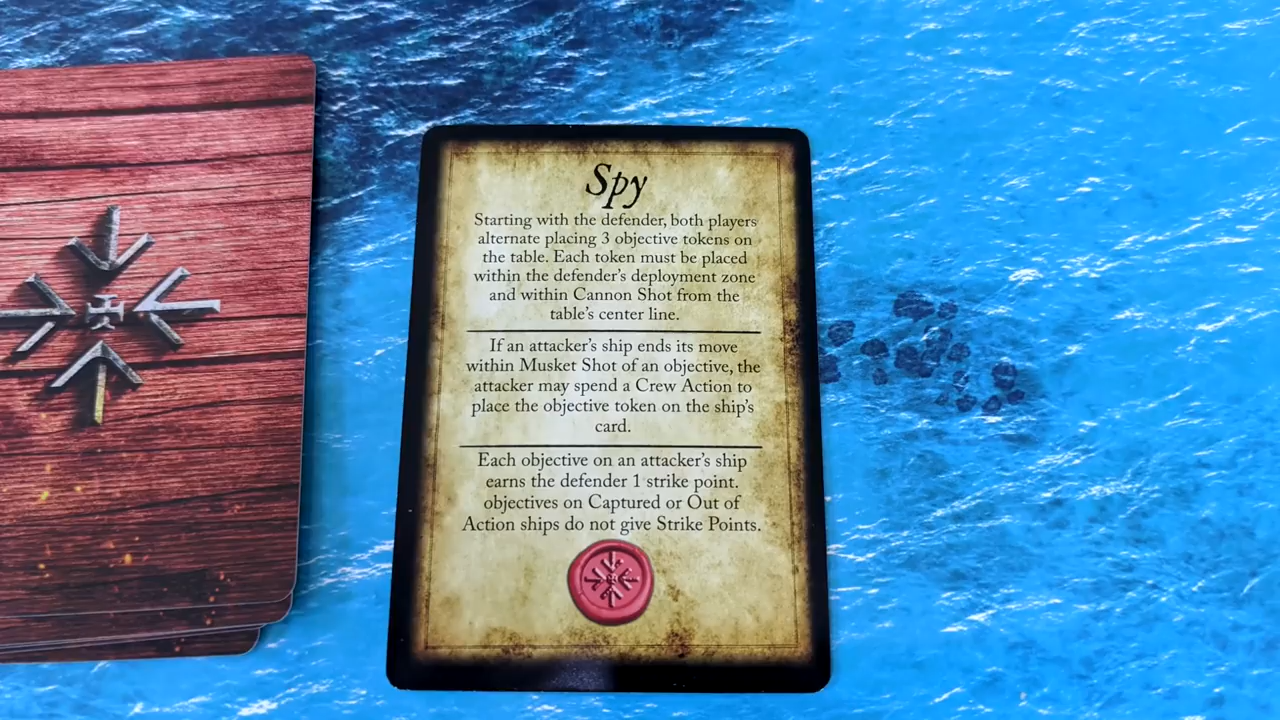 Spy
Starting with the defender, both players
alternate placing 3 objective tokens on
the table. Each token must be placed
within the defender's deployment zone
and within Cannon Shot from the
table's center line.
If an attacker's ship ends its move
within Musket Shot of an objective, the
attacker may spend a Crew Action to
place the objective token on the ship's
card.
Each objective on an attacker's ship
earns the defender 1 strike point.
objectives on Captured or Out of
Action ships do not give Strike Points.